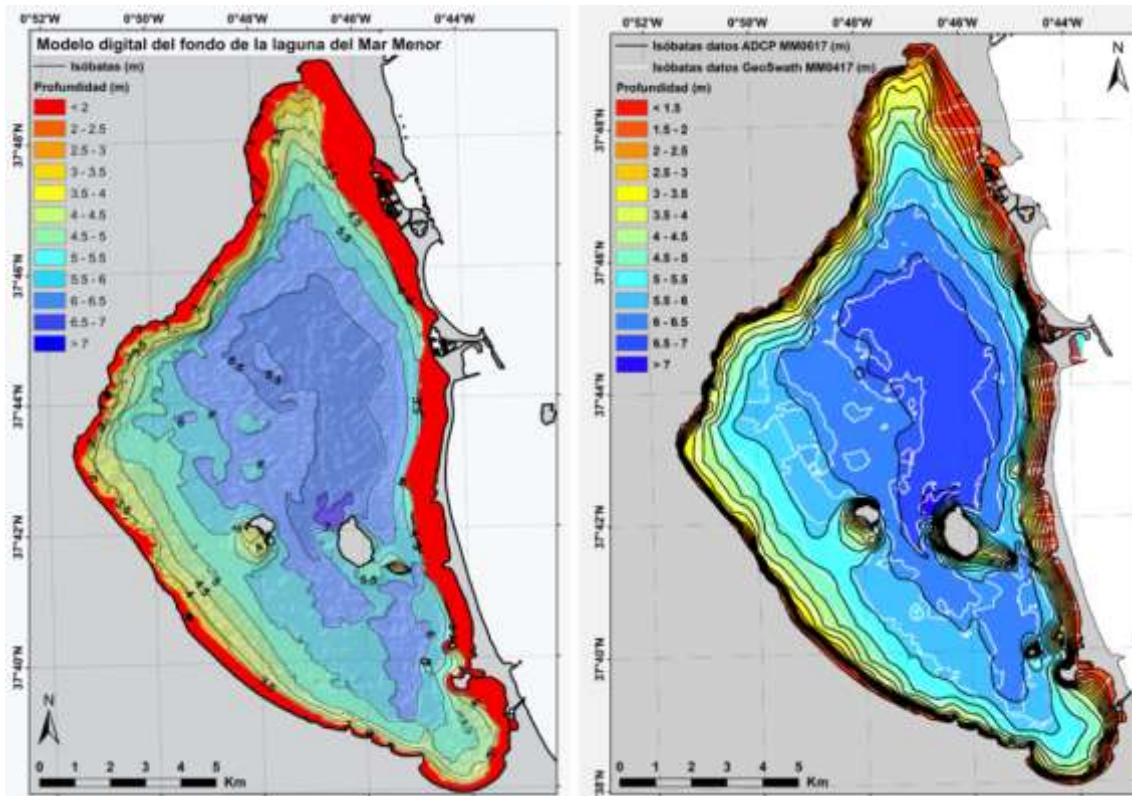 0°52'W 0°48'W 0°46'W 0°44'W
Modelo digital del fondo de la laguna del Mar Menor
Isóbatas (m)
Profundidad (m)
< 2
2 - 2.5
2.5 - 3
3 - 3.5
3.5 - 4
4 - 4.5
4.5 - 5
5 - 5.5
5.5 - 6
6 - 6.5
6.5 - 7
> 7
37°48'N
37°46'N
37°44'N
37°42'N
37°40'N
N
0 1 2 3 4 5
Km
0°52'W 0°50'W 0°48'W 0°46'W 0°44'W
0°52'W 0°50'W 0°46'W 0°44'W
Isóbatas datos ADCP MM0617 (m)
Isóbatas datos GeoSwath MM0417 (m)
N
Profundidad (m)
< 1.5
1.5 - 2
2 - 2.5
2.5 - 3
3 - 3.5
3.5 - 4
4 - 4.5
4.5 - 5
5 - 5.5
5.5 - 6
6 - 6.5
6.5 - 7
> 7
37°48'N
37°46'N
37°44'N
37°42'N
37°40'N
0 1 2 3 4 5
Km